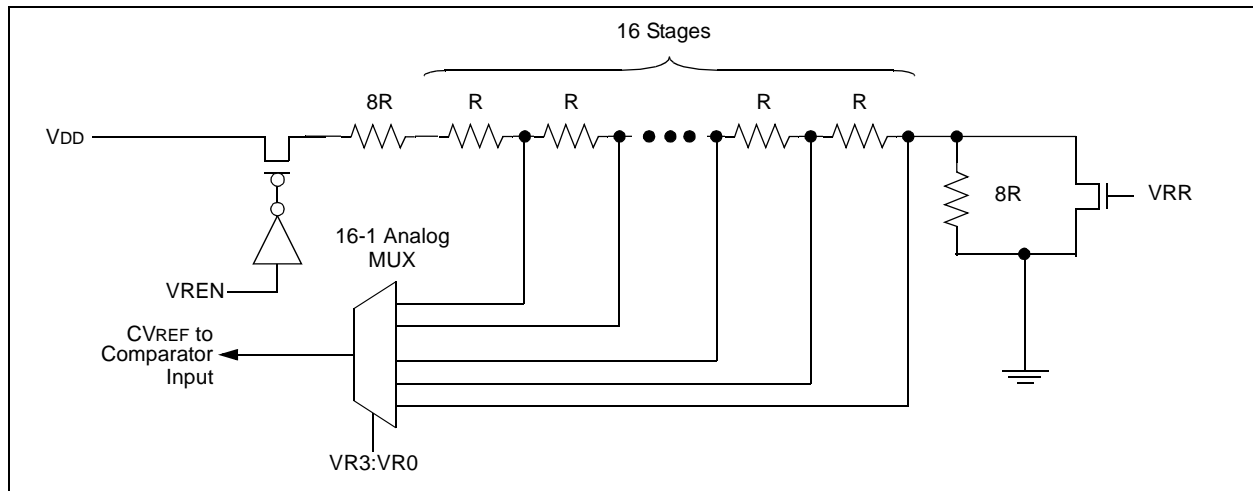 16 Stages
8R R R R R
VDD
8R
VRR
16-1 Analog
MUX
VREN
CVREF to
Comparator
Input
VR3:VR0